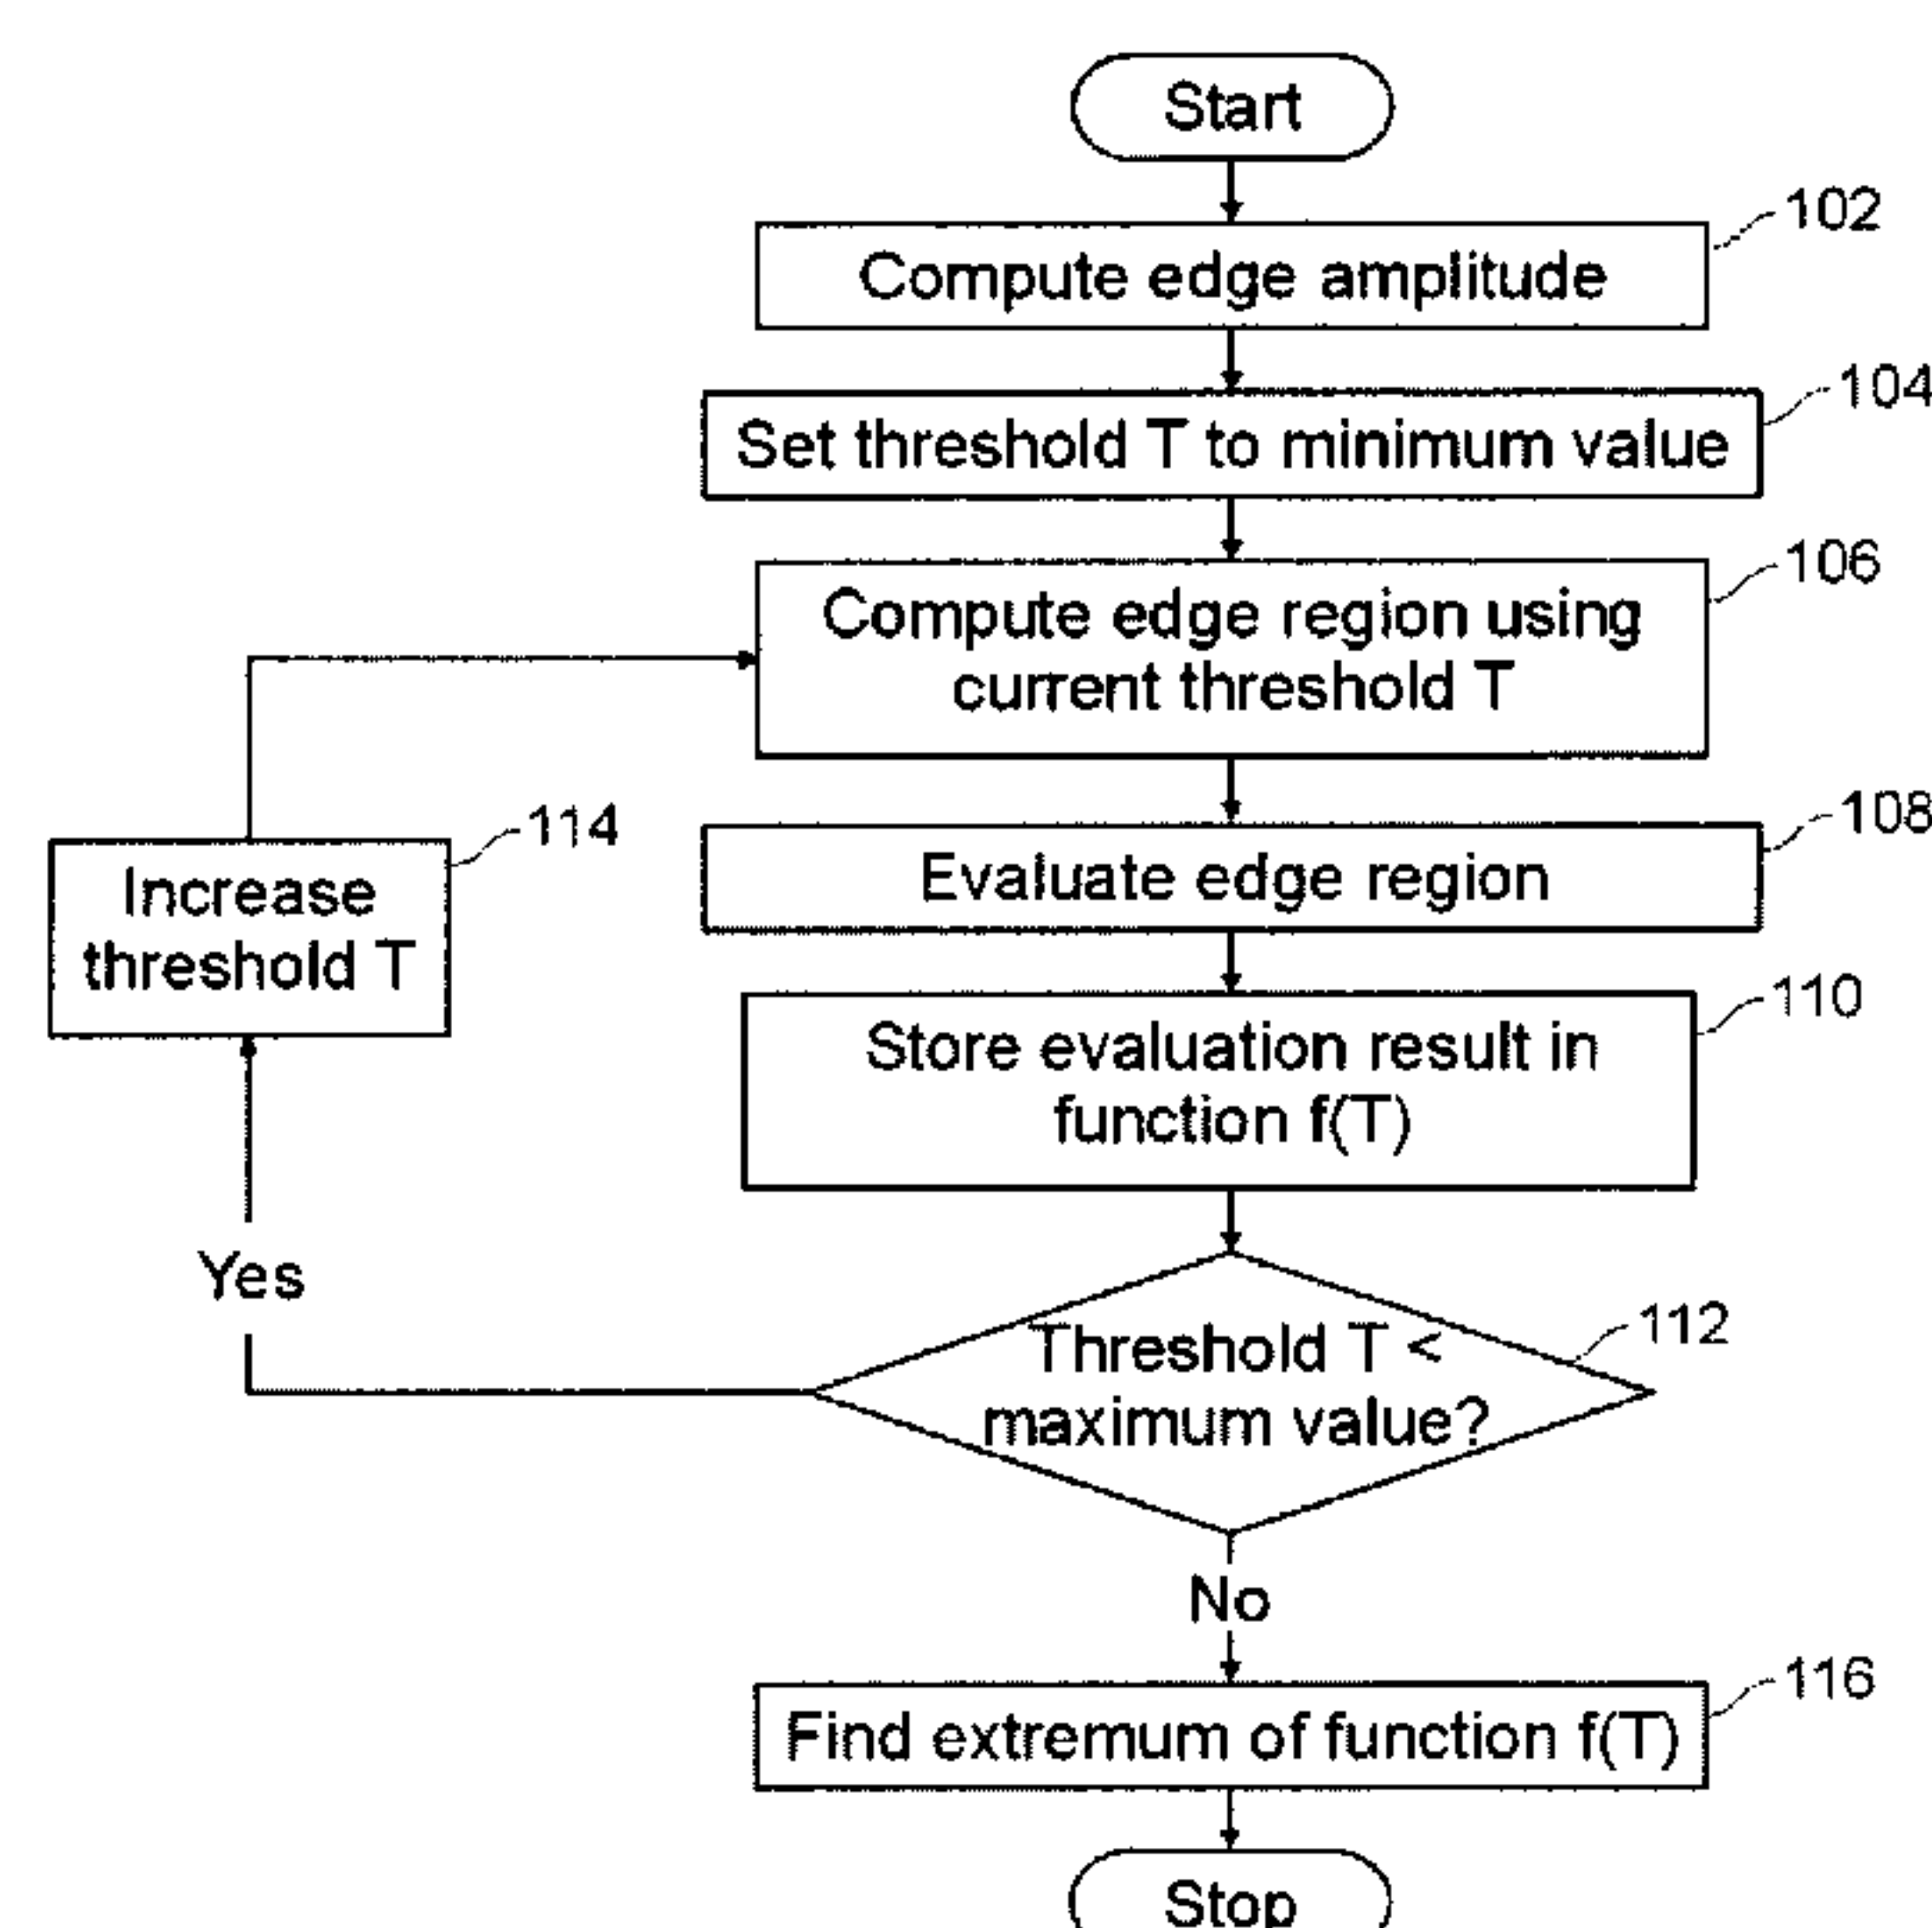 Start
102
Compute edge amplitude
104
Set threshold T to minimum value
106
Compute edge region using
current threshold T
108
Evaluate edge region
114
Increase
threshold T
110
Store evaluation result in
function f(T)
Yes
112
Threshold T <
maximum value?
No
116
Find extremum of function f(T)
Stop